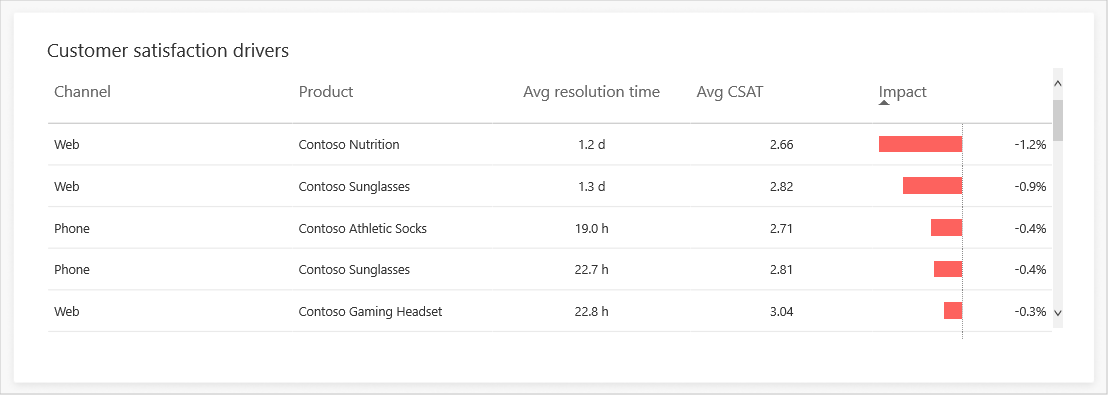 Customer satisfaction drivers
Channel Product Avg resolution time Avg CSAT Impact
Web Contoso Nutrition 1.2 d 2.66 -1.2%
Web Contoso Sunglasses 1.3 d 2.82 -0.9%
Phone Contoso Athletic Socks 19.0 h 2.71 -0.4%
Phone Contoso Sunglasses 22.7 h 2.81 -0.4%
Web Contoso Gaming Headset 22.8 h 3.04 -0.3%